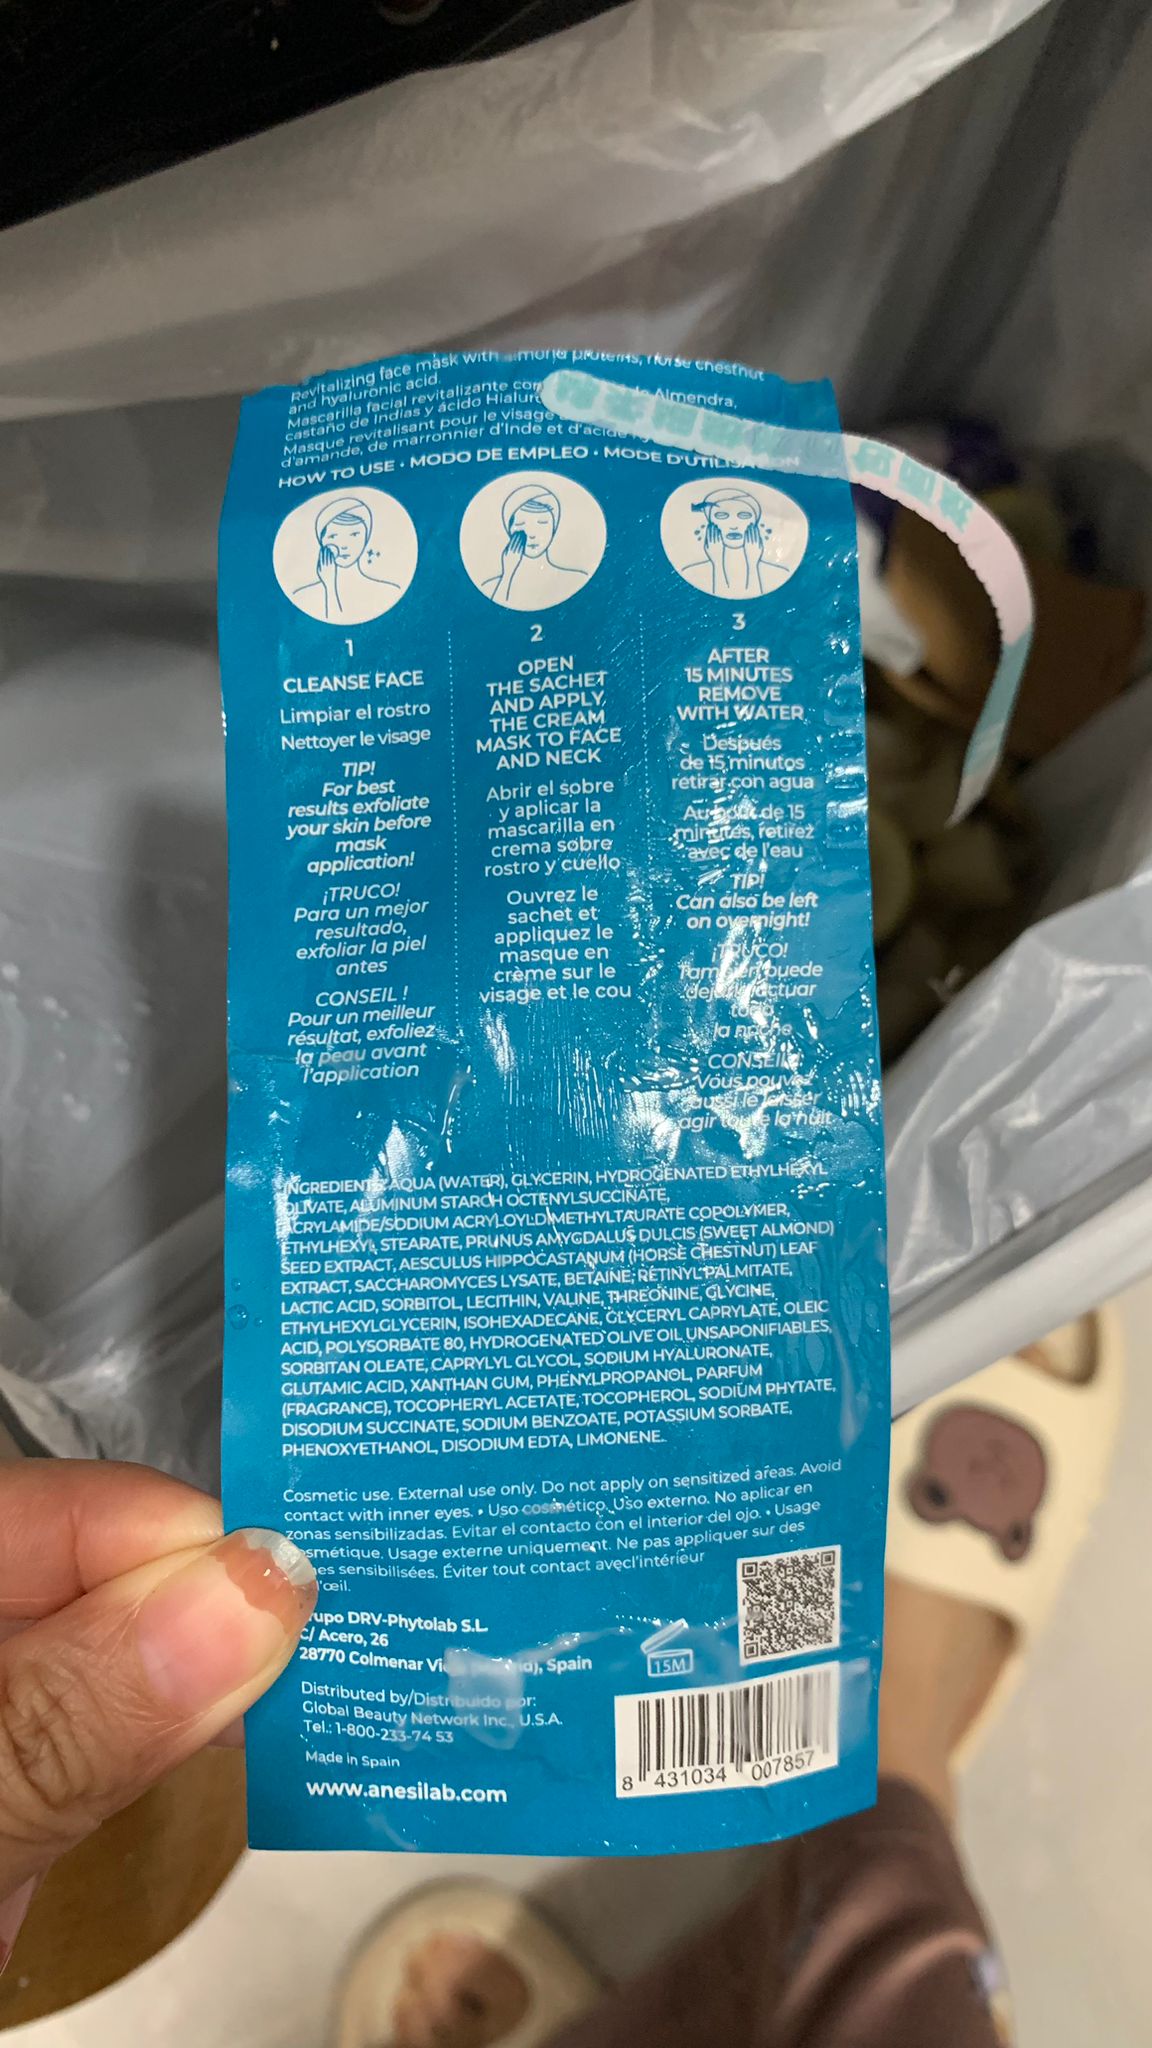 Revitalizing face mask with almond proteins, horse chestnut
and hyaluronic acid.
Mascarilla facial revitalizante con de Almendra,
castaño de Indias y ácido
Masque revitalisant pour le visage
d'amande, de marronnier d'Inde et d'acide
HOW TO USE • MODO DE EMPLEO • MODE D'UTILISATION
1
CLEANSE FACE
Limpiar el rostro
Nettoyer le visage
TIP!
For best
results exfoliate
your skin before
mask
application!
¡TRUCO!
Para un mejor
resultado,
exfoliar la piel
antes
CONSEIL !
Pour un meilleur
résultat, exfoliez
la peau avant
l'application
2
OPEN
THE SACHET
AND APPLY
THE CREAM
MASK TO FACE
AND NECK
Abrir el sobre
y aplicar la
mascarilla en
crema sobre
rostro y cuello
Ouvrez le
sachet et
appliquez le
masque en
crème sur le
visage et le cou
3
AFTER
15 MINUTES
REMOVE
WITH WATER
Después
de 15 minutos
retirar con agua
Au bout de 15
minutes, retirez
avec de l'eau
TIP!
Can also be left
on overnight!
¡TRUCO!
También puede
dejarla actuar
toda
la noche
CONSEIL
Vous pouvez
aussi le laisser
agir toute la nuit
INGREDIENTS: AQUA (WATER), GLYCERIN, HYDROGENATED ETHYLHEXYL
OLIVATE, ALUMINUM STARCH OCTENYLSUCCINATE,
ACRYLAMIDE/SODIUM ACRYLOYLDIMETHYLTAURATE COPOLYMER,
ETHYLHEXYL STEARATE, PRUNUS AMYGDALUS DULCIS (SWEET ALMOND)
SEED EXTRACT, AESCULUS HIPPOCASTANUM (HORSE CHESTNUT) LEAF
EXTRACT, SACCHAROMYCES LYSATE, BETAINE, RETINYL PALMITATE,
LACTIC ACID, SORBITOL, LECITHIN, VALINE, THREONINE, GLYCINE,
ETHYLHEXYLGLYCERIN, ISOHEXADECANE, GLYCERYL CAPRYLATE, OLEIC
ACID, POLYSORBATE 80, HYDROGENATED OLIVE OIL UNSAPONIFIABLES,
SORBITAN OLEATE, CAPRYLYL GLYCOL, SODIUM HYALURONATE,
GLUTAMIC ACID, XANTHAN GUM, PHENYLPROPANOL, PARFUM
(FRAGRANCE), TOCOPHERYL ACETATE, TOCOPHEROL, SODIUM PHYTATE,
DISODIUM SUCCINATE, SODIUM BENZOATE, POTASSIUM SORBATE,
PHENOXYETHANOL, DISODIUM EDTA, LIMONENE.
Cosmetic use. External use only. Do not apply on sensitized areas. Avoid
contact with inner eyes. • Uso cosmético. Uso externo. No aplicar en
zonas sensibilizadas. Evitar el contacto con el interior del ojo. • Usage
cosmétique. Usage externe uniquement. Ne pas appliquer sur des
sensibilisées. Éviter tout contact avecl'intérieur
l'œil.
Grupo DRV-Phytolab S.L.
C/ Acero, 26
28770 Colmenar Spain
Distributed by/Distribuido por:
Global Beauty Network Inc., U.S.A.
Tel.: 1-800-233-74 53
Made in Spain
www.anesilab.com
15M
8 431034 007857